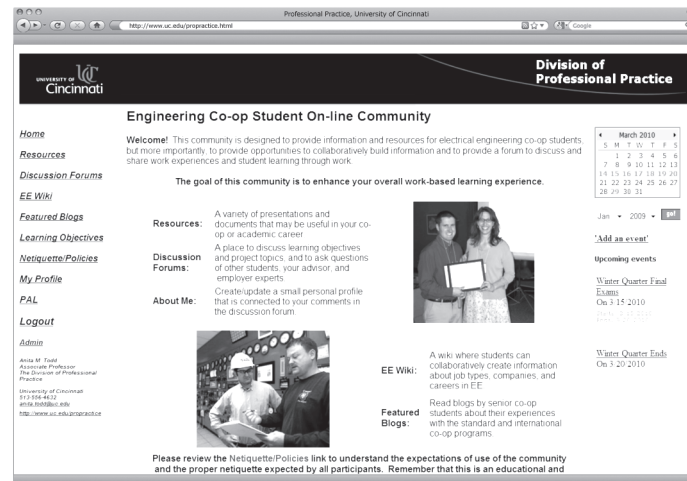 Professional Practice, University of Cincinnati
http://www.uc.edu/propractice.html
Google
UNIVERSITY OF
Cincinnati
Division of
Professional Practice
Engineering Co-op Student On-line Community
Home
Resources
Discussion Forums
EE Wiki
Featured Blogs
Learning Objectives
Netiquette/Policies
My Profile
PAL
Logout
Admin
Anita M. Todd
Associate Professor
The Division of Professional
Practice
University of Cincinnati
513-556-4632
anita.todd@uc.edu
http://www.uc.edu/propractice
Welcome! This community is designed to provide information and resources for electrical engineering co-op students,
but more importantly, to provide opportunities to collaboratively build information and to provide a forum to discuss and
share work experiences and student learning through work.
The goal of this community is to enhance your overall work-based learning experience.
Resources:
A variety of presentations and
documents that may be useful in your co-
op or academic career
Discussion
Forums:
A place to discuss learning objectives
and project topics, and to ask questions
of other students, your advisor, and
employer experts
About Me:
Create/update a small personal profile
that is connected to your comments in
the discussion forum.
EE Wiki:
A wiki where students can
collaboratively create information
about job types, companies, and
careers in EE
Featured
Blogs:
Read blogs by senior co-op
students about their experiences
with the standard and international
co-op programs
Please review the Netiquette/Policies link to understand the expectations of use of the community
and the proper netiquette expected by all participants. Remember that this is an educational and
March 2010
S M T W T F S
1 2 3 4 5 6
7 8 9 10 11 12 13
14 15 16 17 18 19 20
21 22 23 24 25 26 27
28 29 30 31
Jan 2009 go!
'Add an event'
Upcoming events
Winter Quarter Final
Exams
On 3-15-2010
Winter Quarter Ends
On 3-20-2010